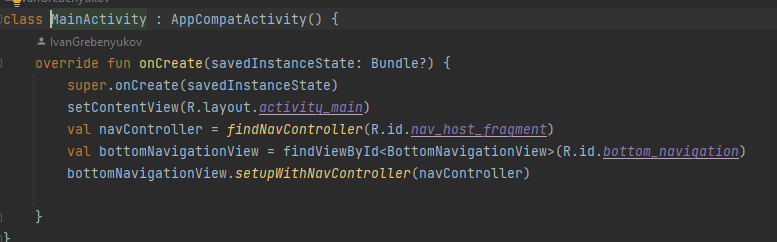 IvanGrebenyukov
class MainActivity : AppCompatActivity() {
IvanGrebenyukov
override fun onCreate(savedInstanceState: Bundle?) {
super.onCreate(savedInstanceState)
setContentView(R.layout.activity_main)
val navController = findNavController(R.id.nav_host_fragment)
val bottomNavigationView = findViewById<BottomNavigationView>(R.id.bottom_navigation)
bottomNavigationView.setupWithNavController(navController)
}
}